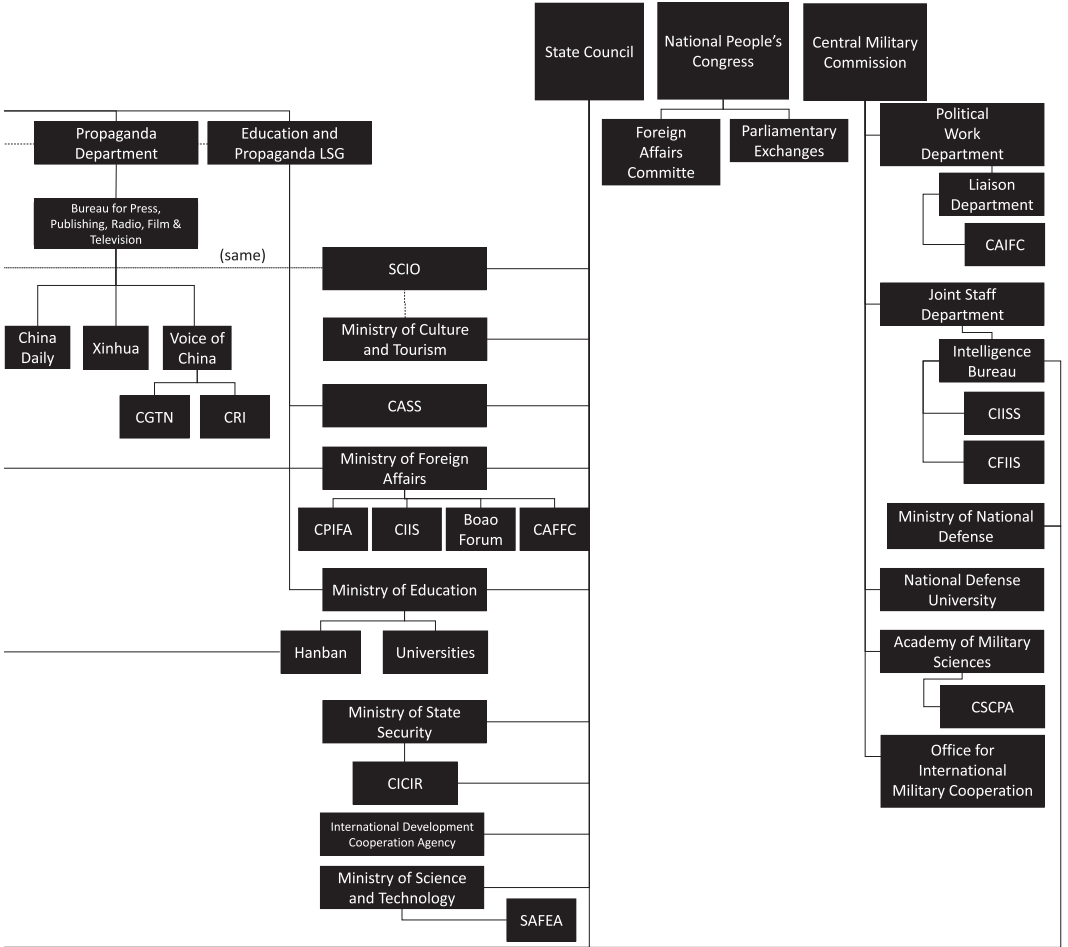 State Council
National People's
Congress
Central Military
Commission
Propaganda
Department
Education and
Propaganda LSG
Foreign
Affairs
Committe
Parliamentary
Exchanges
Political
Work
Department
Liaison
Department
CAIFC
Bureau for Press,
Publishing, Radio, Film &
Television
(same)
SCIO
Joint Staff
Department
China
Daily
Xinhua
Voice of
China
Ministry of Culture
and Tourism
Intelligence
Bureau
CGTN
CRI
CASS
CIISS
Ministry of Foreign
Affairs
CFIIS
CPIFA
CIIS
Boao
Forum
CAFFC
Ministry of National
Defense
Ministry of Education
National Defense
University
Hanban
Universities
Academy of Military
Sciences
CSCPA
Ministry of State
Security
Office for
International
Military Cooperation
CICIR
International Development
Cooperation Agency
Ministry of Science
and Technology
SAFEA